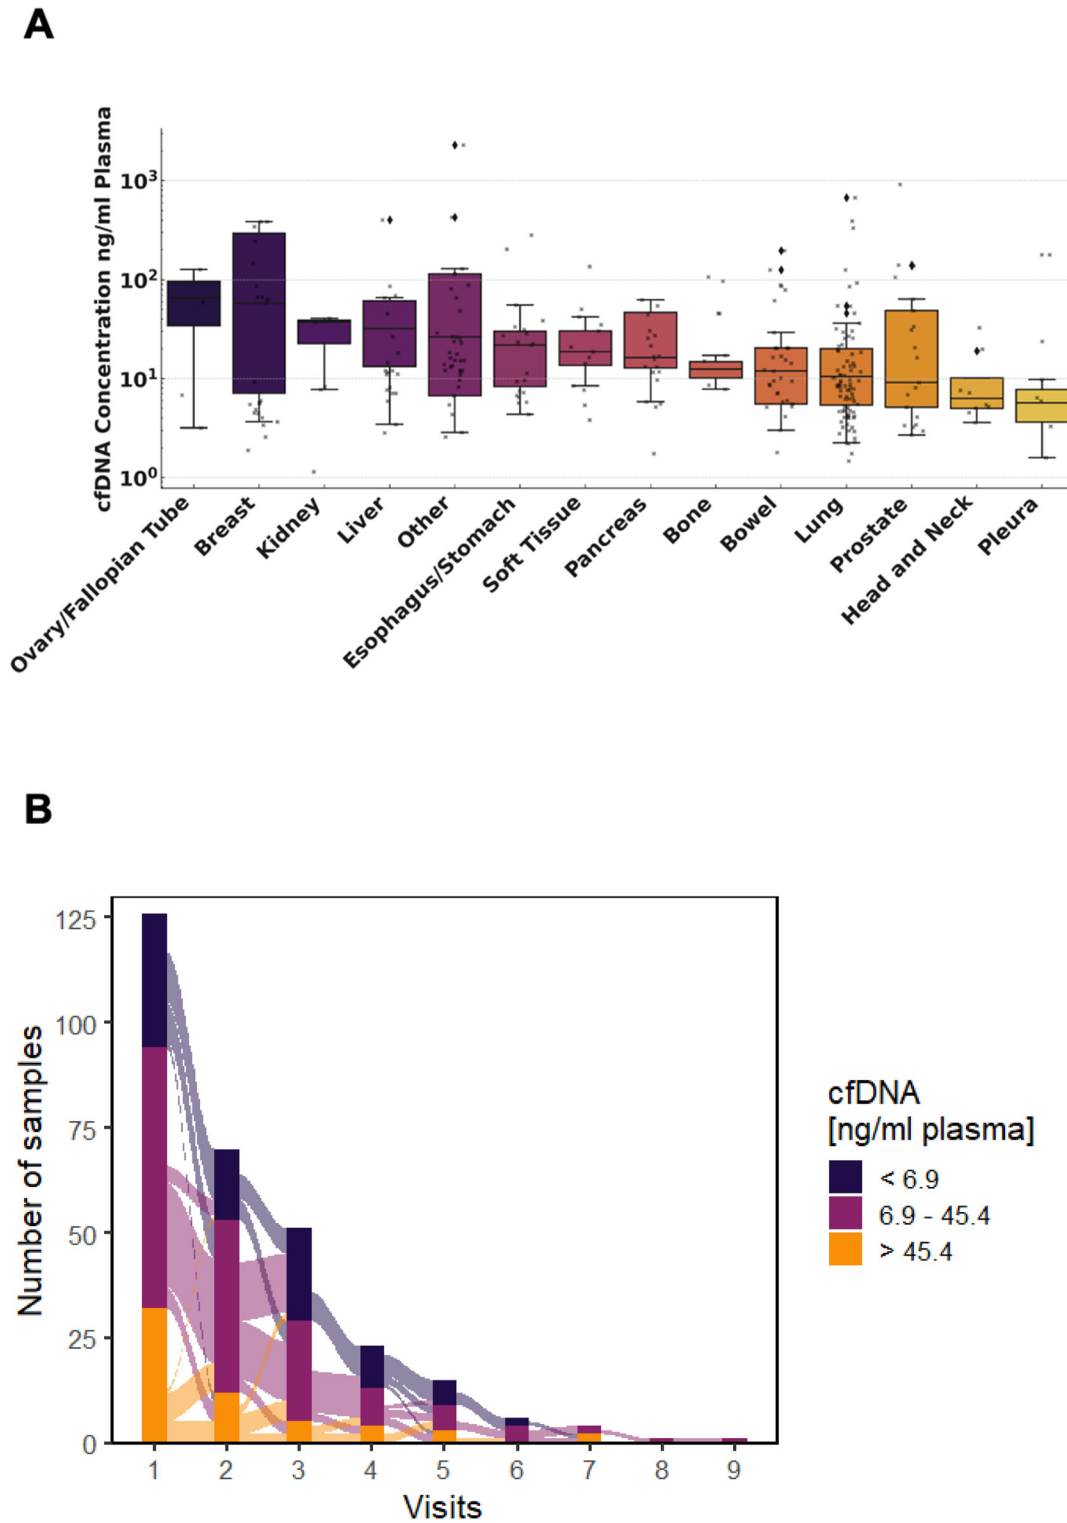 A
cfDNA Concentration ng/ml Plasma
10³
10²
10¹
10⁰
Ovary/Fallopian Tube
Breast
Kidney
Liver
Other
Esophagus/Stomach
Soft Tissue
Pancreas
Bone
Bowel
Lung
Prostate
Head and Neck
Pleura
B
Number of samples
125
100
75
50
25
0
1 2 3 4 5 6 7 8 9
Visits
cfDNA
[ng/ml plasma]
< 6.9
6.9 - 45.4
> 45.4